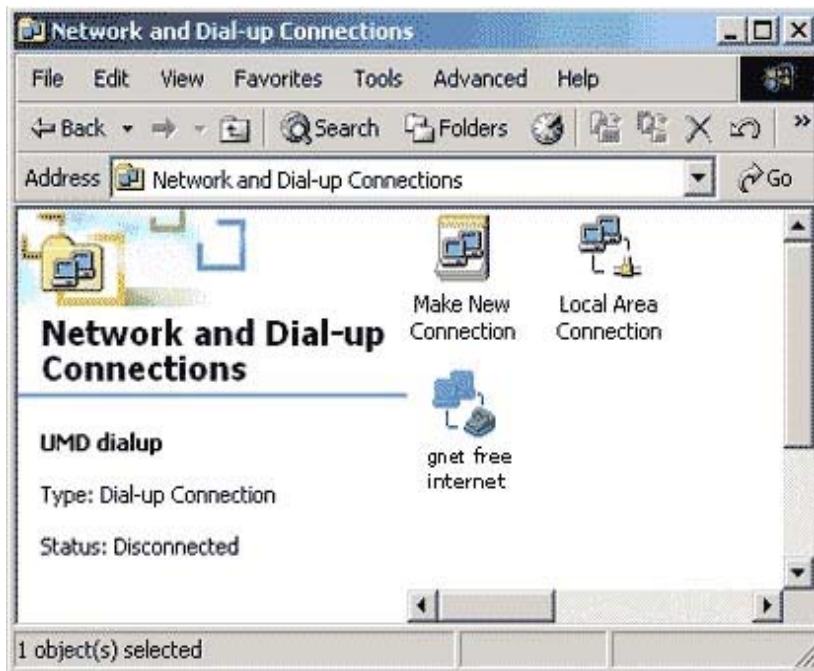 Network and Dial-up Connections
File Edit View Favorites Tools Advanced Help
Back Search Folders »
Address Network and Dial-up Connections Go
Network and Dial-up
Connections
UMD dialup
Type: Dial-up Connection
Status: Disconnected
Make New
Connection
Local Area
Connection
gnet free
internet
1 object(s) selected